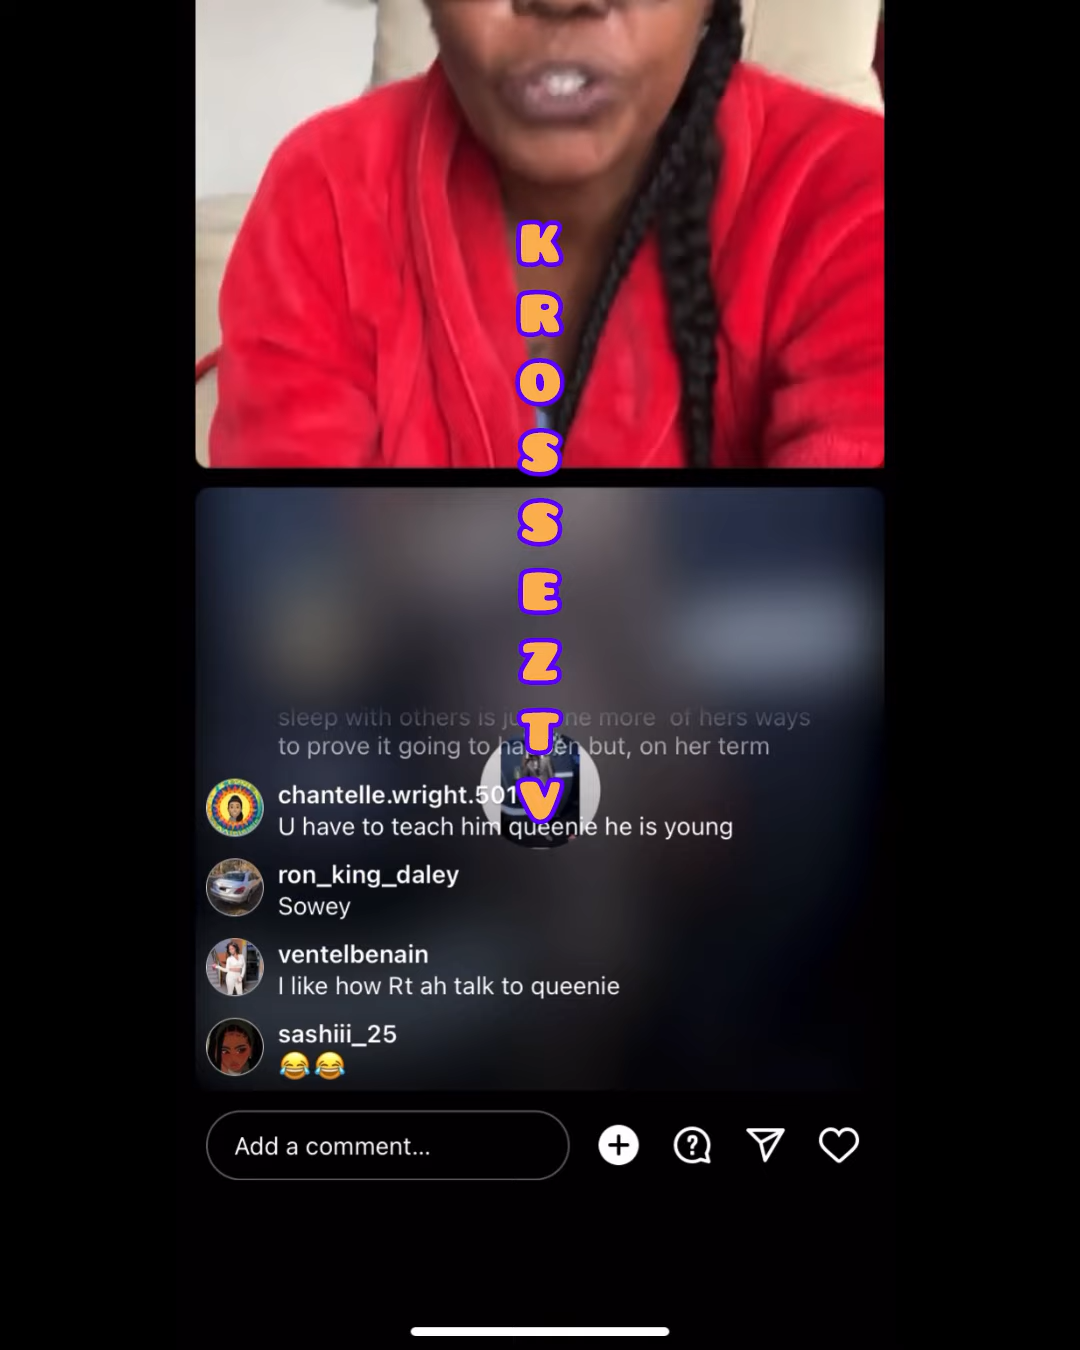 KROSSEZTV
sleep with others is more of hers ways
to prove it going to happen but, on her term
chantelle.wright.501
U have to teach him queenie he is young
ron_king_daley
Sowey
ventelbenain
I like how Rt ah talk to queenie
sashiii_25
😂😂
Add a comment...